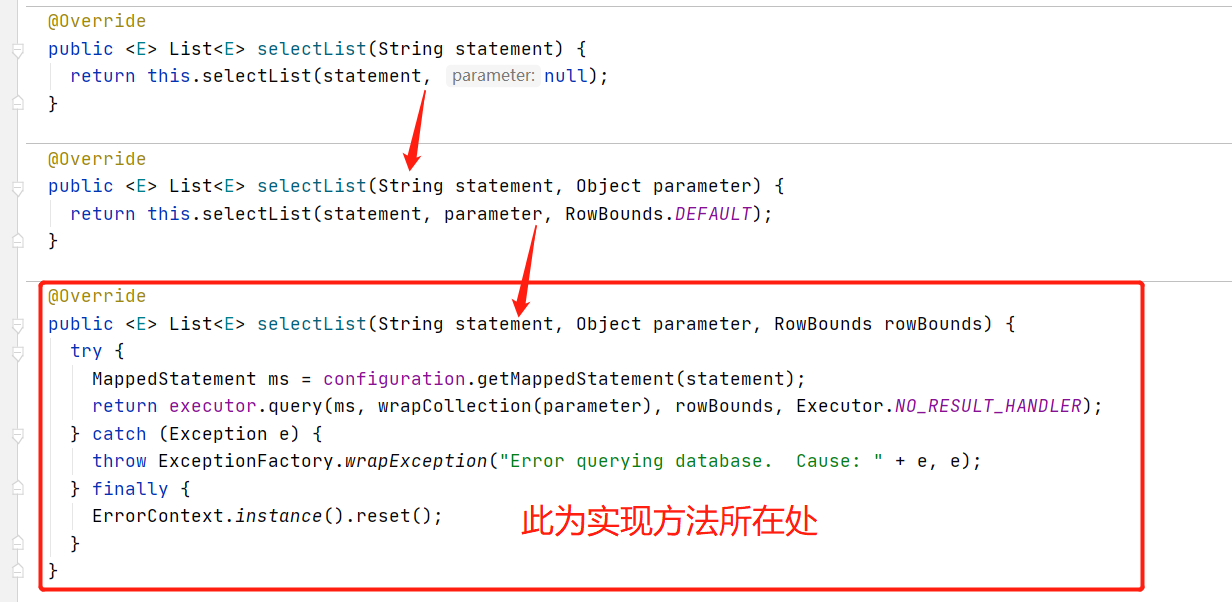 @Override
public <E> List<E> selectList(String statement) {
return this.selectList(statement, parameter: null);
}
@Override
public <E> List<E> selectList(String statement, Object parameter) {
return this.selectList(statement, parameter, RowBounds.DEFAULT);
}
@Override
public <E> List<E> selectList(String statement, Object parameter, RowBounds rowBounds) {
try {
MappedStatement ms = configuration.getMappedStatement(statement);
return executor.query(ms, wrapCollection(parameter), rowBounds, Executor.NO_RESULT_HANDLER);
} catch (Exception e) {
throw ExceptionFactory.wrapException("Error querying database.  Cause: " + e, e);
} finally {
ErrorContext.instance().reset();
此为实现方法所在处
}
}